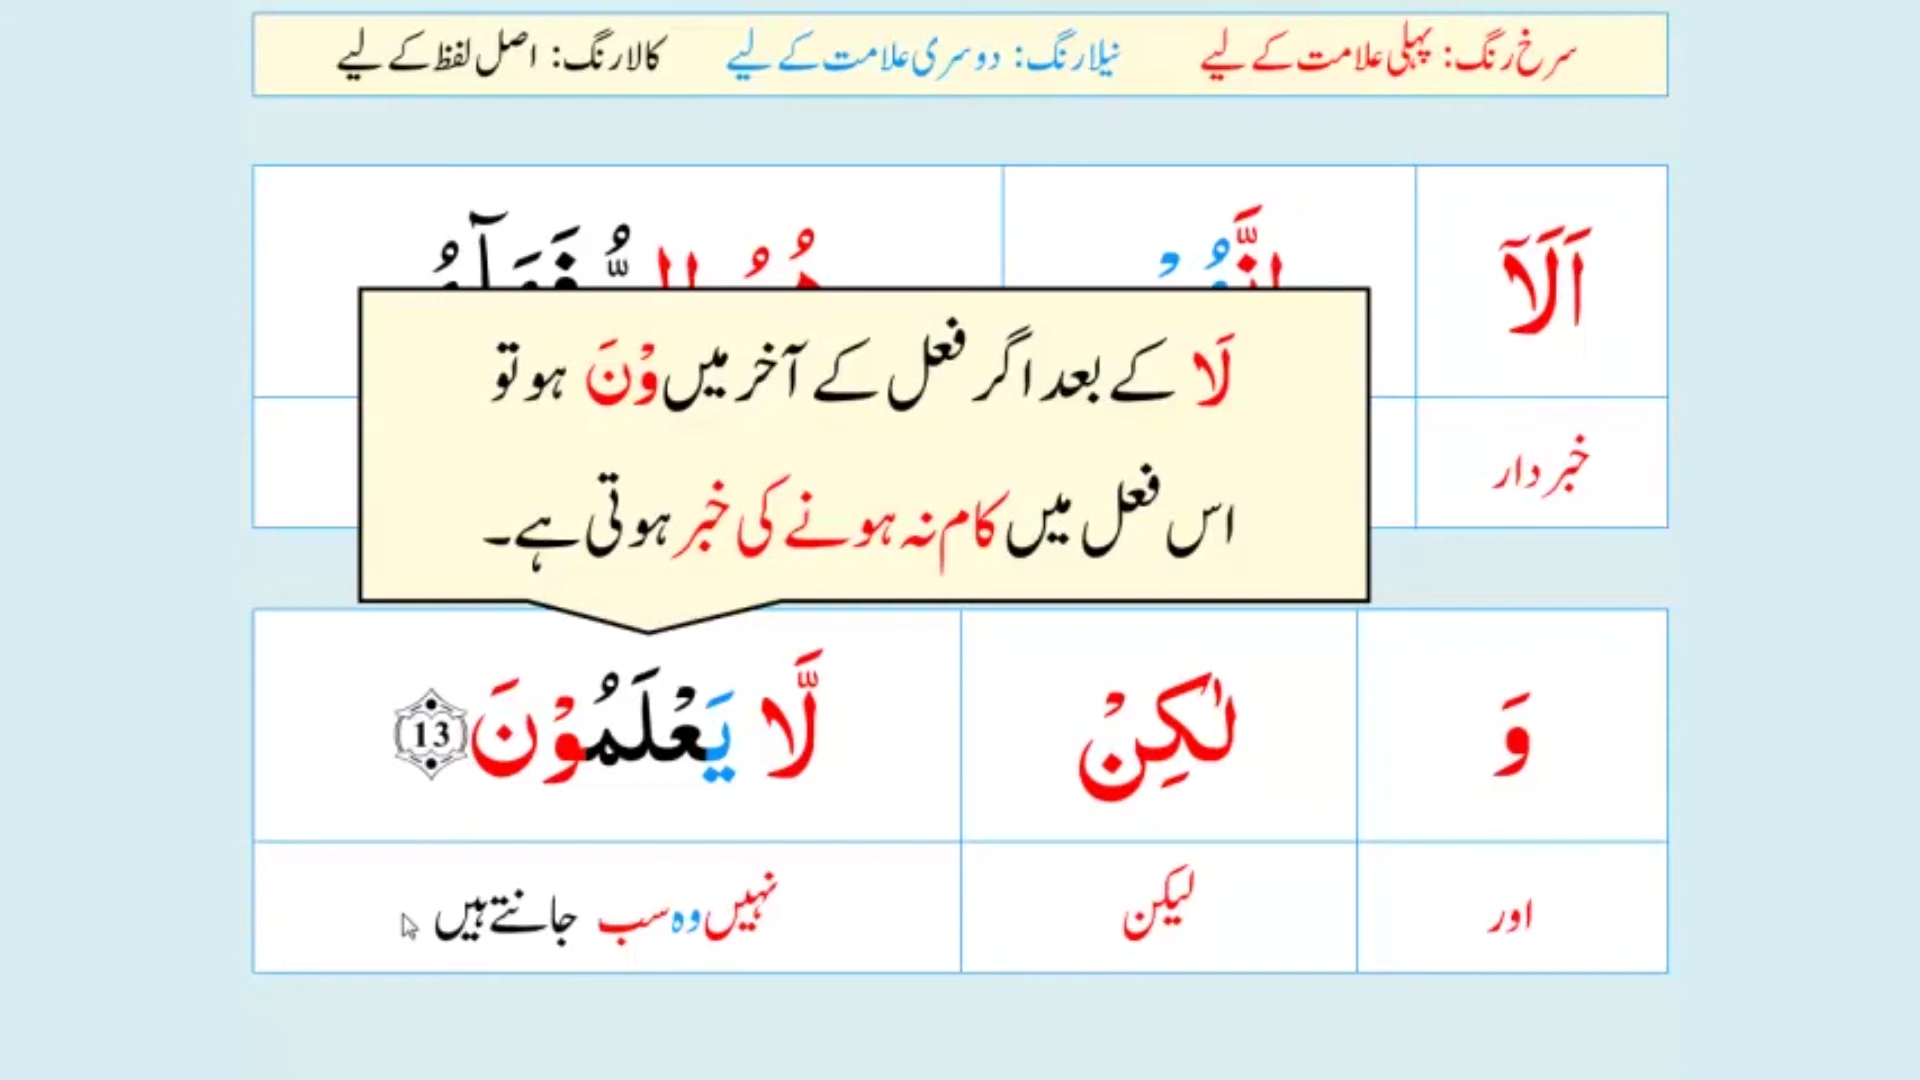 سرخ رنگ: پہلی علامت کے لیے نیلا رنگ: دوسری علامت کے لیے کالا رنگ: اصل لفظ کے لیے
اَلَآ
خبردار
لَا کے بعد اگر فعل کے آخر میں وْنَ ہو تو
اس فعل میں کام نہ ہونے کی خبر ہوتی ہے۔
وَ لٰكِنْ لَّا يَعْلَمُوْنَ 13
اور لیکن نہیں وہ سب جانتے ہیں